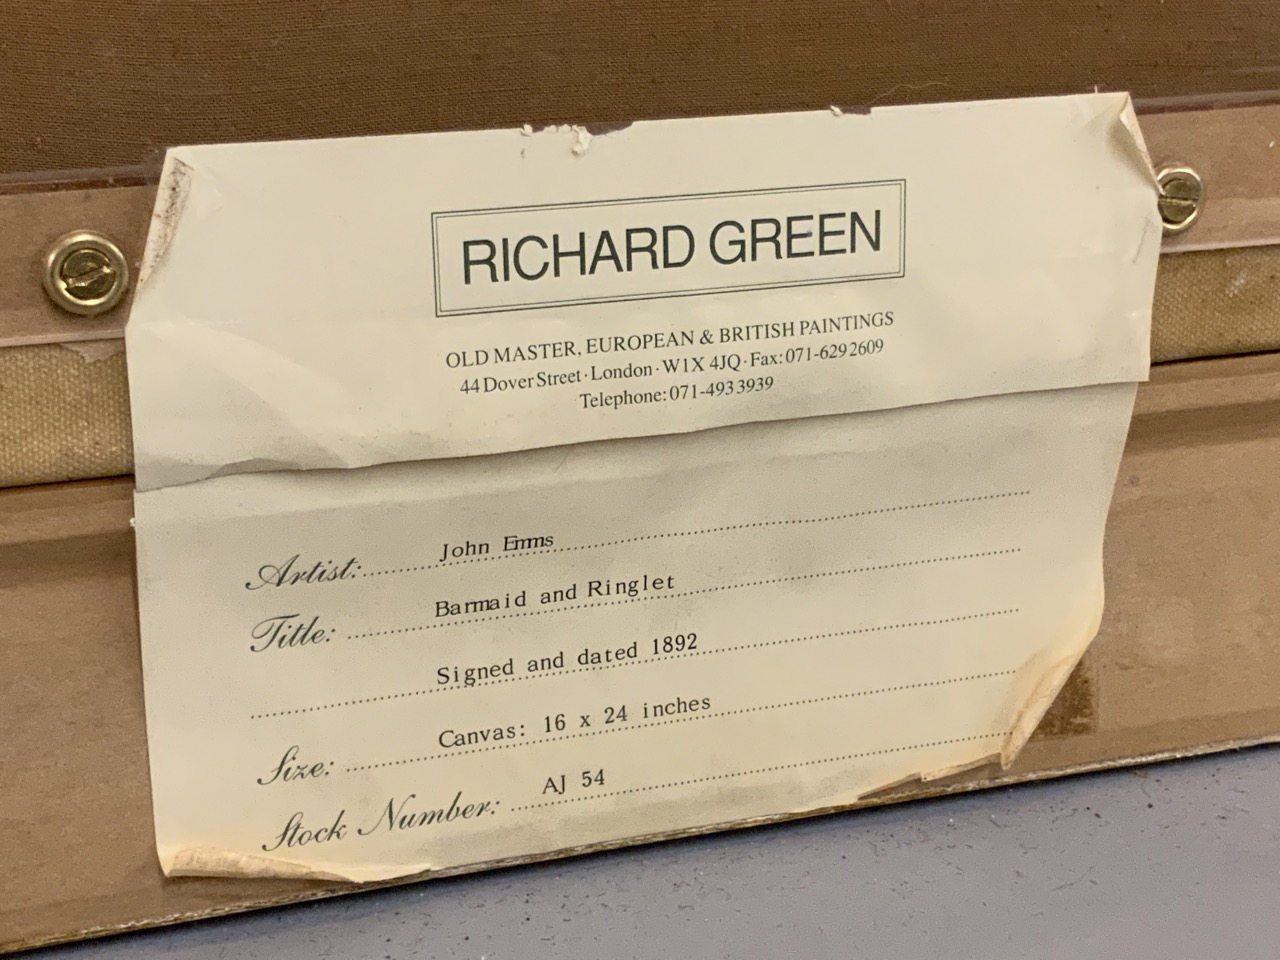 RICHARD GREEN
OLD MASTER, EUROPEAN & BRITISH PAINTINGS
44 Dover Street · London · W1X 4JQ · Fax: 071-629 2609
Telephone: 071-493 3939
Artist: John Emms
Title: Barmaid and Ringlet
Signed and dated 1892
Size: Canvas: 16 x 24 inches
Stock Number: AJ 54